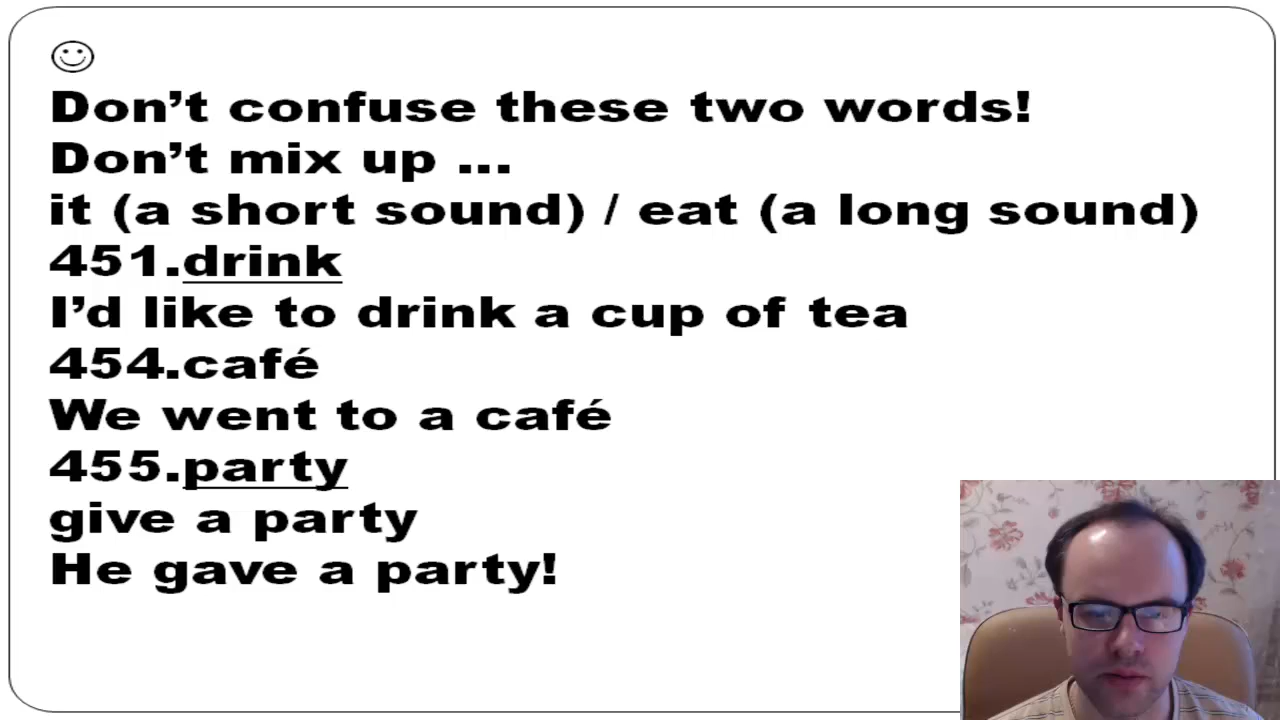 ☺
Don’t confuse these two words!
Don’t mix up ...
it (a short sound) / eat (a long sound)
451.drink
I’d like to drink a cup of tea
454.café
We went to a café
455.party
give a party
He gave a party!